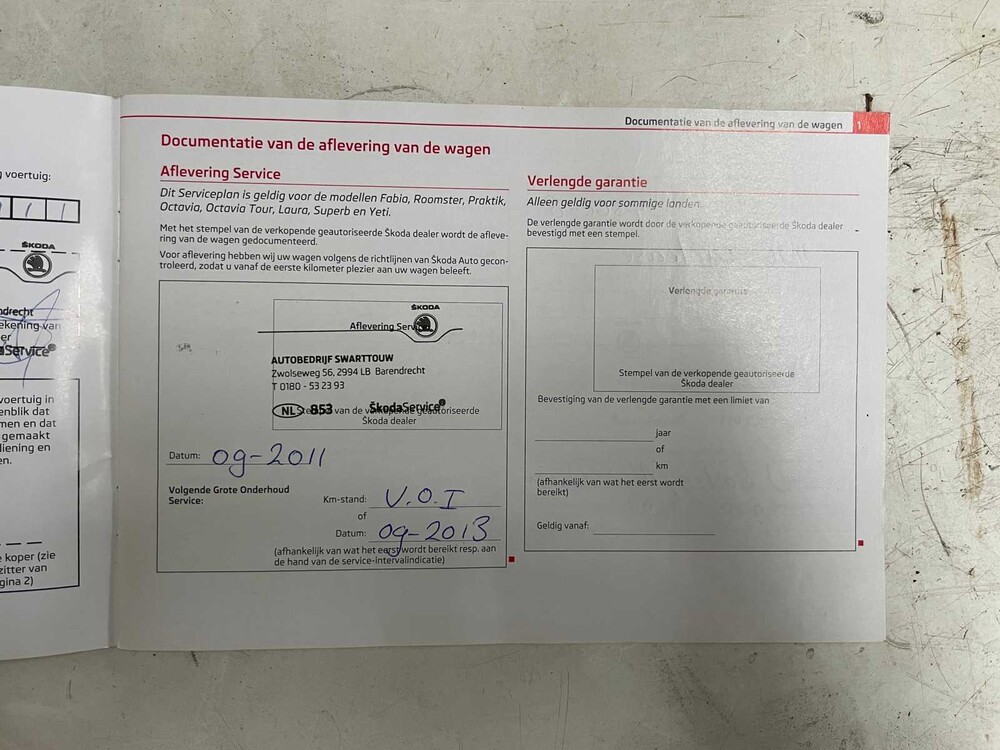 g voertuig:
ŠKODA
ndrecht
ekening van
er
aService
voertuig in
enblik dat
men en dat
gemaakt
diening en
en.
e koper (zie
zitter van
gina 2)
Documentatie van de aflevering van de wagen 1
Documentatie van de aflevering van de wagen
Aflevering Service
Dit Serviceplan is geldig voor de modellen Fabia, Roomster, Praktik,
Octavia, Octavia Tour, Laura, Superb en Yeti.
Met het stempel van de verkopende geautoriseerde Škoda dealer wordt de afleve-
ring van de wagen gedocumenteerd.
Voor aflevering hebben wij uw wagen volgens de richtlijnen van Škoda Auto gecon-
troleerd, zodat u vanaf de eerste kilometer plezier aan uw wagen beleeft.
ŠKODA
Aflevering Service
AUTOBEDRIJF SWARTTOUW
Zwolseweg 56, 2994 LB Barendrecht
T 0180 - 53 23 93
NL 853 ŠkodaService
Stempel van de verkopende geautoriseerde
Škoda dealer
Datum: 09-2011
Volgende Grote Onderhoud
Service:
Km-stand: V.O.I
of
Datum: 09-2013
(afhankelijk van wat het eerst wordt bereikt resp. aan
de hand van de service-intervalindicatie)
Verlengde garantie
Alleen geldig voor sommige landen.
De verlengde garantie wordt door de verkopende geautoriseerde Škoda dealer
bevestigd met een stempel.
Verlengde garantie
Stempel van de verkopende geautoriseerde
Škoda dealer
Bevestiging van de verlengde garantie met een limiet van
jaar
of
km
(afhankelijk van wat het eerst wordt
bereikt)
Geldig vanaf: